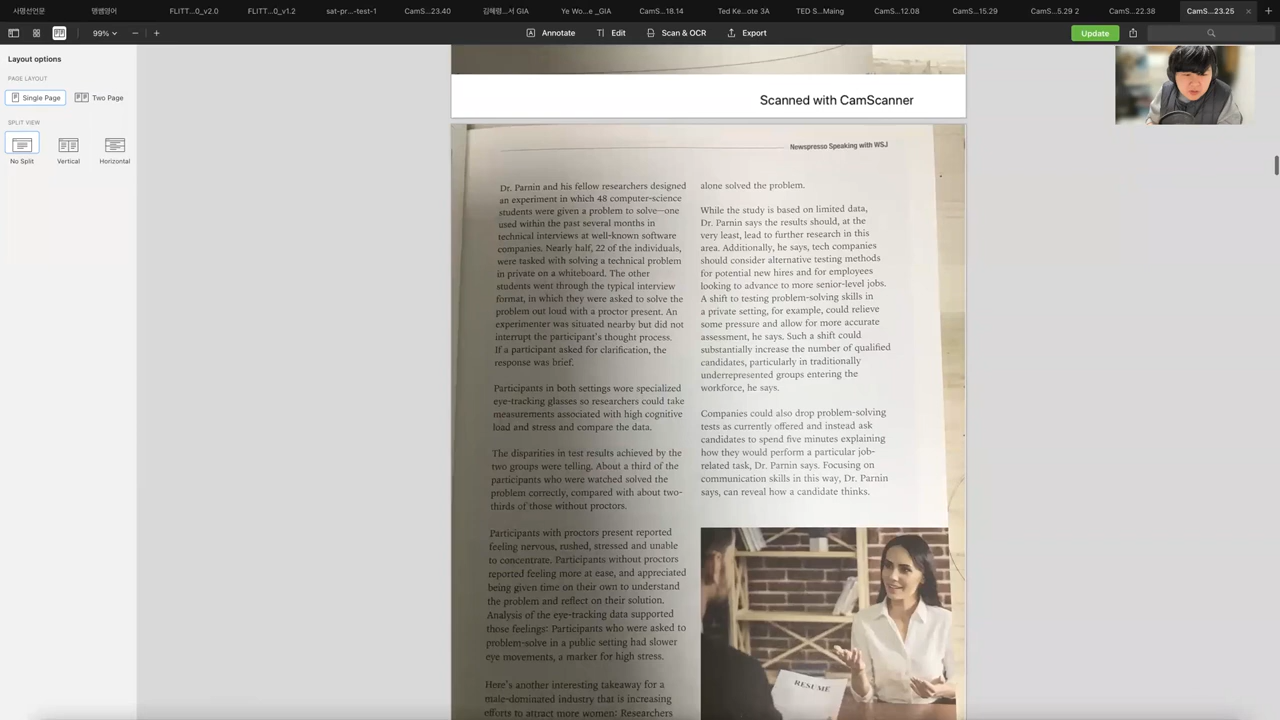 사명선언문
맹쌤영어
FLITT...0_v2.0
FLITT...0_v1.2
sat-pr...-test-1
CamS...23.40
김해령...서 GIA
Ye Wo...e _GIA
CamS...18.14
Ted Ke...ote 3A
TED S...Maing
CamS...12.08
CamS...15.29
CamS...5.29 2
CamS...22.38
CamS...23.25
99%
Annotate
Edit
Scan & OCR
Export
Update
Layout options
PAGE LAYOUT
Single Page
Two Page
SPLIT VIEW
No Split
Vertical
Horizontal
Scanned with CamScanner
Newspresso Speaking with WSJ
Dr. Parnin and his fellow researchers designed
an experiment in which 48 computer-science
students were given a problem to solve—one
used within the past several months in
technical interviews at well-known software
companies. Nearly half, 22 of the individuals,
were tasked with solving a technical problem
in private on a whiteboard. The other
students went through the typical interview
format, in which they were asked to solve the
problem out loud with a proctor present. An
experimenter was situated nearby but did not
interrupt the participant's thought process.
If a participant asked for clarification, the
response was brief.
Participants in both settings wore specialized
eye-tracking glasses so researchers could take
measurements associated with high cognitive
load and stress and compare the data.
The disparities in test results achieved by the
two groups were telling. About a third of the
participants who were watched solved the
problem correctly, compared with about two-
thirds of those without proctors.
Participants with proctors present reported
feeling nervous, rushed, stressed and unable
to concentrate. Participants without proctors
reported feeling more at ease, and appreciated
being given time on their own to understand
the problem and reflect on their solution.
Analysis of the eye-tracking data supported
those feelings: Participants who were asked to
problem-solve in a public setting had slower
eye movements, a marker for high stress.
Here's another interesting takeaway for a
male-dominated industry that is increasing
efforts to attract more women: Researchers
alone solved the problem.
While the study is based on limited data,
Dr. Parnin says the results should, at the
very least, lead to further research in this
area. Additionally, he says, tech companies
should consider alternative testing methods
for potential new hires and for employees
looking to advance to more senior-level jobs.
A shift to testing problem-solving skills in
a private setting, for example, could relieve
some pressure and allow for more accurate
assessment, he says. Such a shift could
substantially increase the number of qualified
candidates, particularly in traditionally
underrepresented groups entering the
workforce, he says.
Companies could also drop problem-solving
tests as currently offered and instead ask
candidates to spend five minutes explaining
how they would perform a particular job-
related task, Dr. Parnin says. Focusing on
communication skills in this way, Dr. Parnin
says, can reveal how a candidate thinks.
RESUME